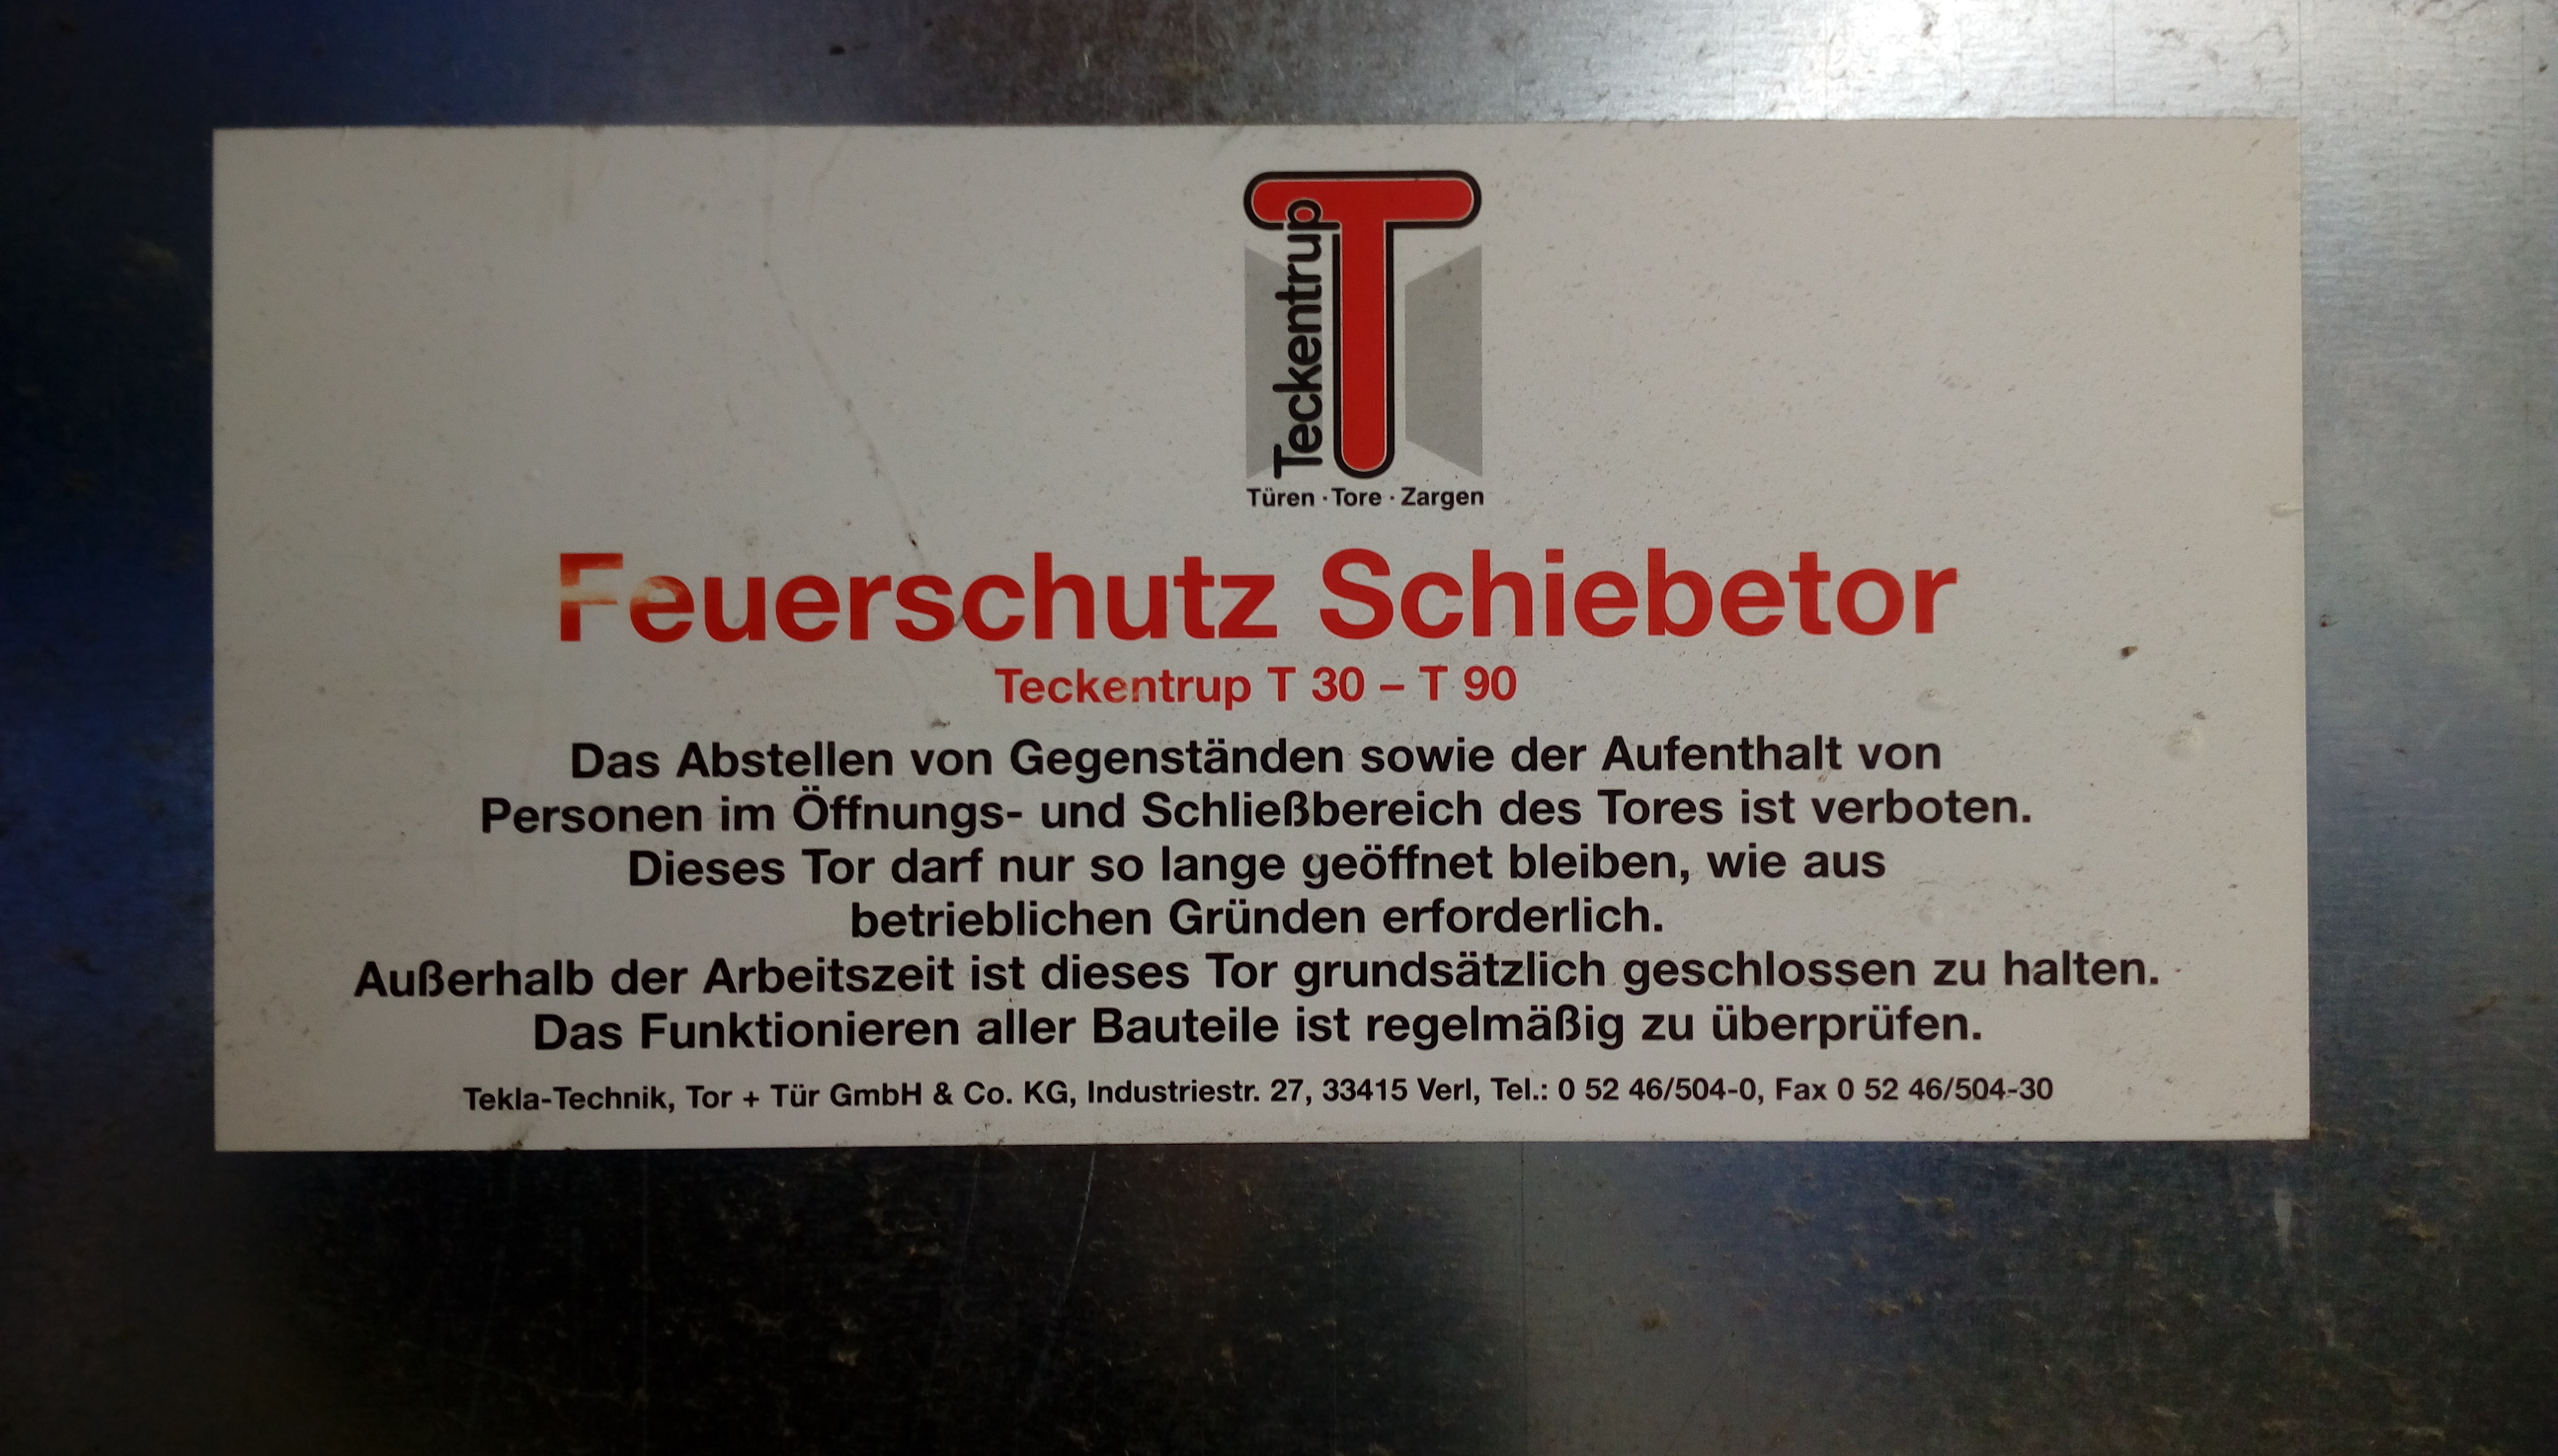 Teckentrup
Türen · Tore · Zargen
Feuerschutz Schiebetor
Teckentrup T 30 – T 90
Das Abstellen von Gegenständen sowie der Aufenthalt von
Personen im Öffnungs- und Schließbereich des Tores ist verboten.
Dieses Tor darf nur so lange geöffnet bleiben, wie aus
betrieblichen Gründen erforderlich.
Außerhalb der Arbeitszeit ist dieses Tor grundsätzlich geschlossen zu halten.
Das Funktionieren aller Bauteile ist regelmäßig zu überprüfen.
Tekla-Technik, Tor + Tür GmbH & Co. KG, Industriestr. 27, 33415 Verl, Tel.: 0 52 46/504-0, Fax 0 52 46/504-30